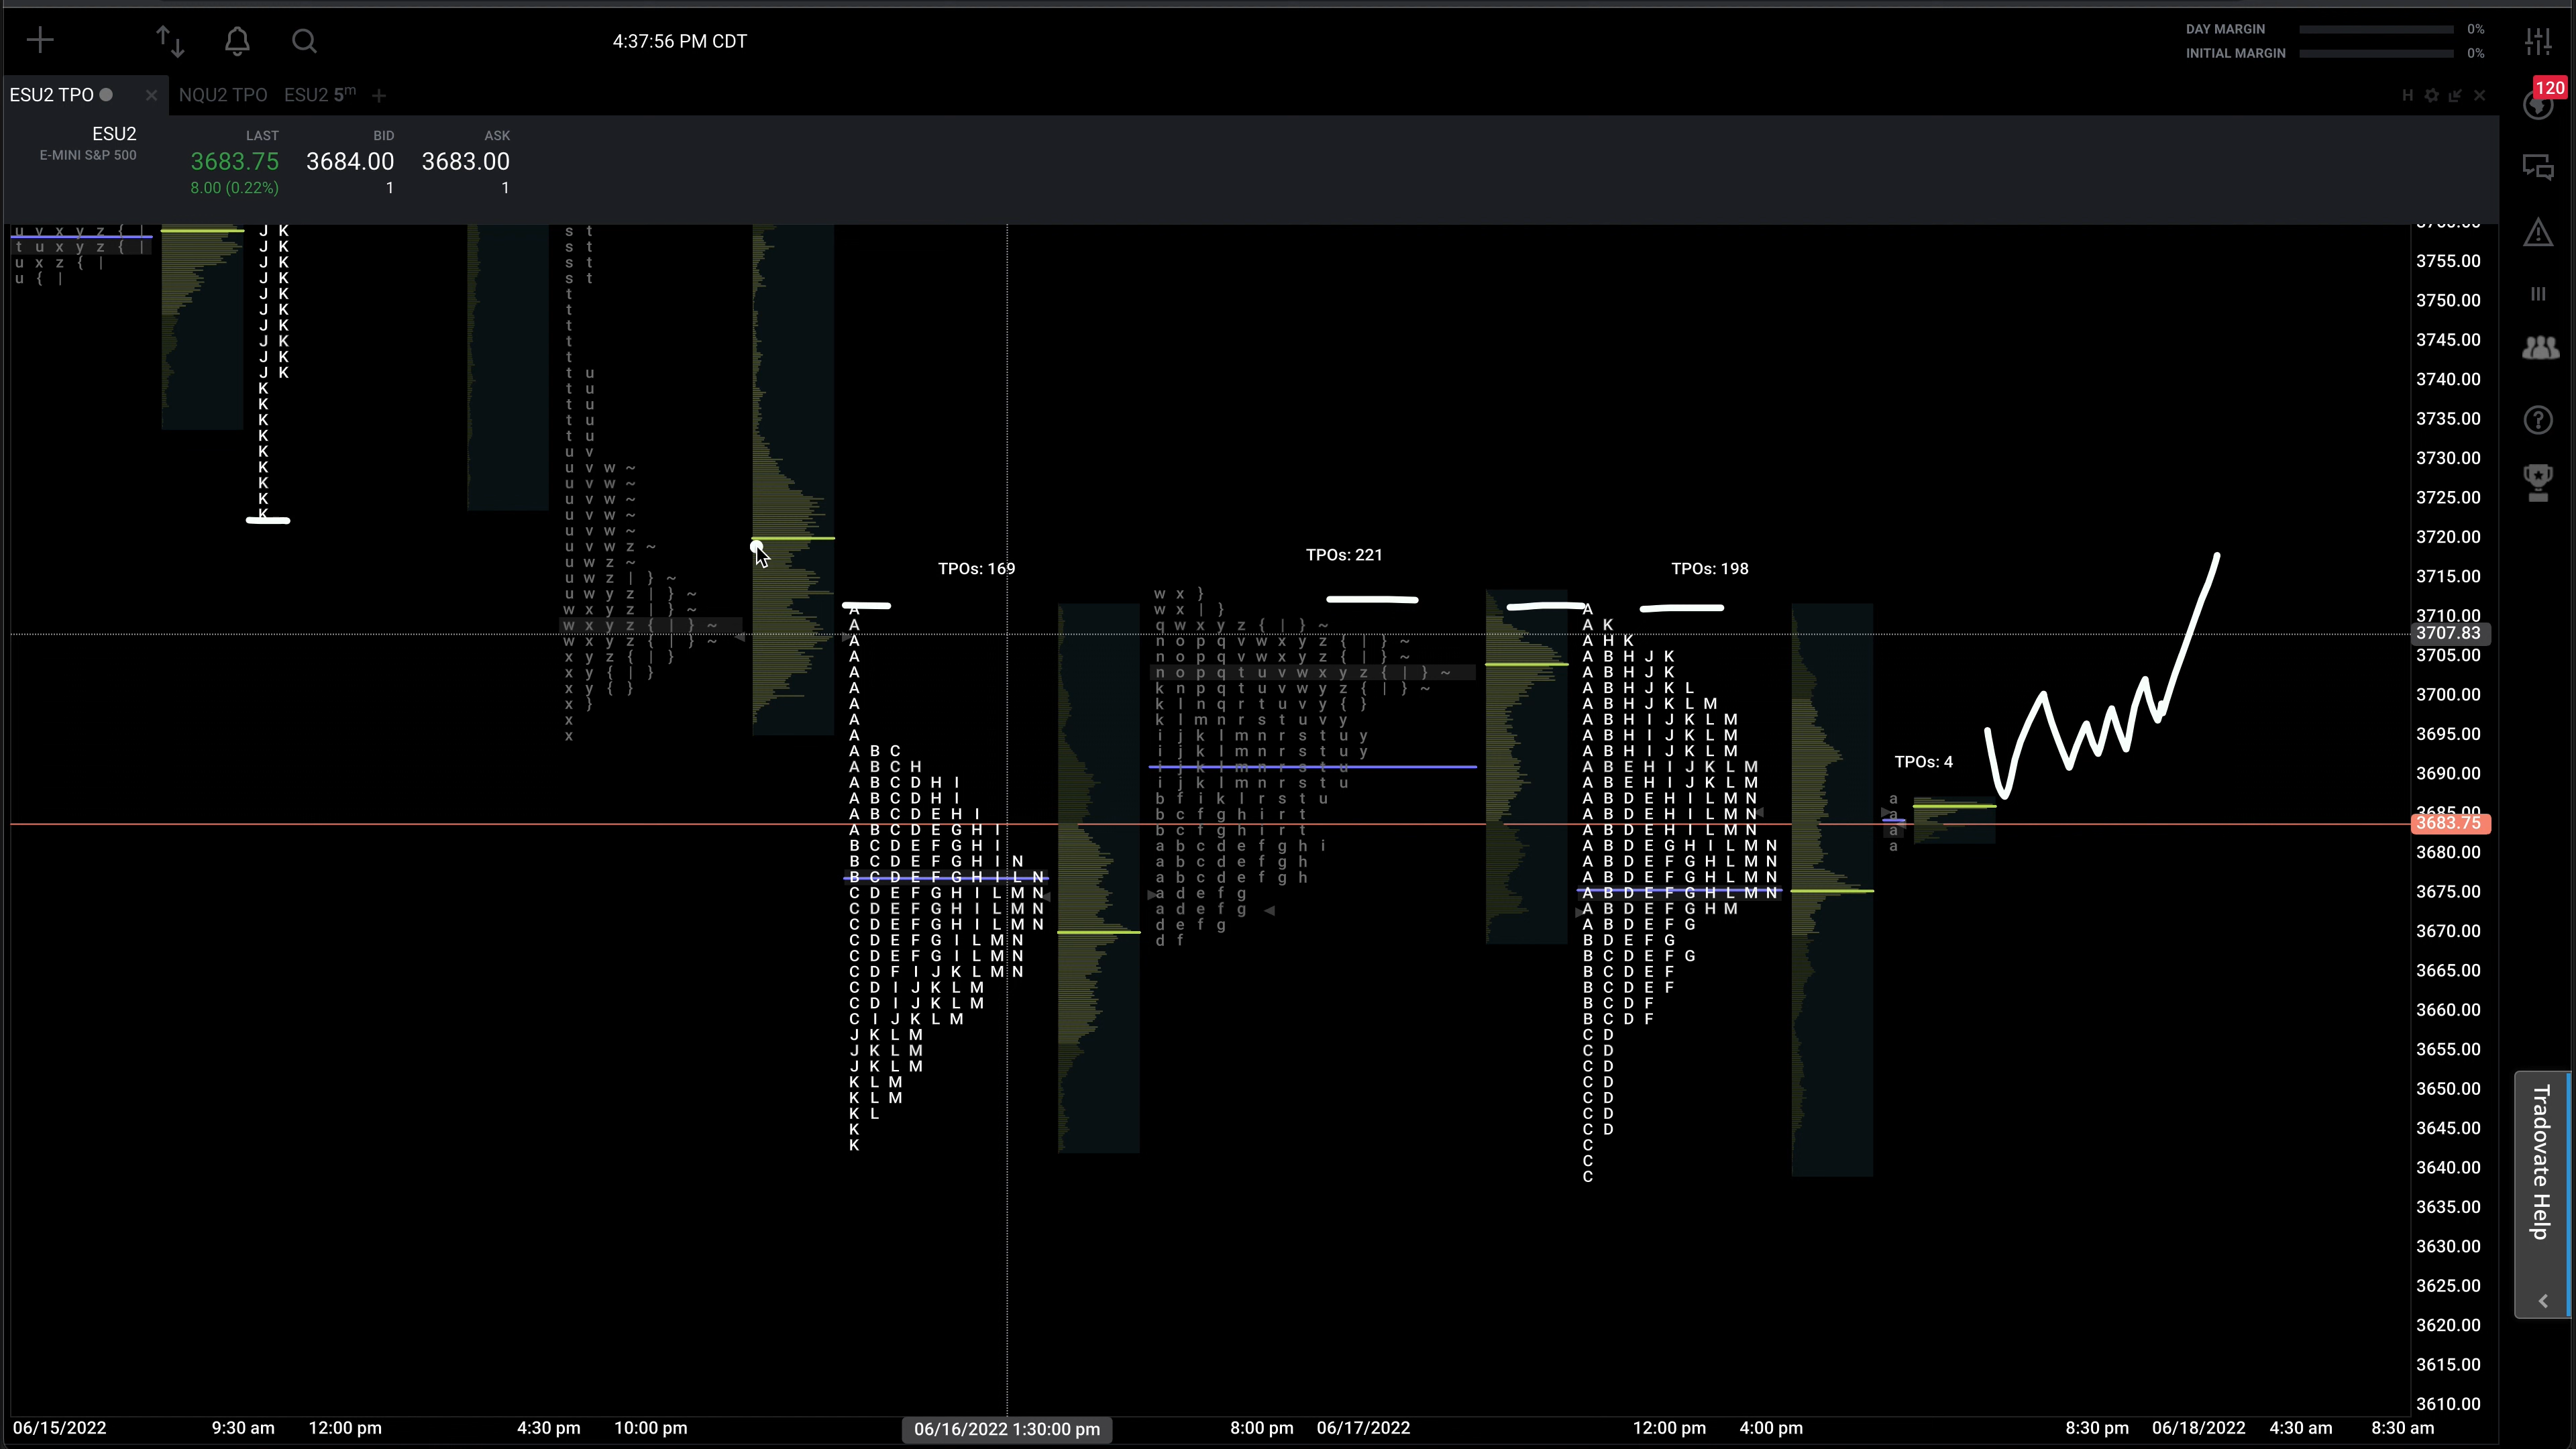 4:37:56 PM CDT
DAY MARGIN 0%
INITIAL MARGIN 0%
ESU2 TPO
NQU2 TPO
ESU2 5m
H
120
ESU2
E-MINI S&P 500
LAST
3683.75
8.00 (0.22%)
BID
3684.00
1
ASK
3683.00
1
u v x y z { |
t u x y z { |
u x z { |
u { |
J K
J K
J K
J K
J K
J K
J K
J K
J K
J K
K
K
K
K
K
K
K
K
K
s t
s t
s t
s t
t
t
t
t
t
t u
t u
t u
t u
t u
u v
u v w ~
u v w ~
u v w ~
u v w ~
u v w ~
u v w z ~
u w z ~
u w z | } ~
u w y z | } ~
w x y z | } ~
w x y z { | } ~
w x y z { | } ~
x y z { | }
x y { | }
x y { }
x }
x
x
TPOs: 169
A
A
A
A
A
A
A
A
A
A B C
A B C H
A B C D H I
A B C D H I
A B C D E H I
A B C D E G H I
B C D E F G H I
B C D E F G H I N
B C D E F G H I L N
C D E F G H I L M N
C D E F G H I L M N
C D E F G H I L M N
C D E F G I L M N
C D E F G I L M N
C D F I J K L M N
C D I J K L M
C D I J K L M
C I J K L M
J K L M
J K L M
J K L M
K L M
K L M
K L
K
K
TPOs: 221
w x }
w x | }
q w x y z { | } ~
n o p q v w x y z { | } ~
n o p q v w x y z { | } ~
n o p q t u v w x y z { | } ~
k n p q t u v w y z { | } ~
k l n q r t u v y { }
k l m n r s t u v y
i j k l m n r s t u y
i j k l m n r s t u y
i j k l m n r s t u
i j k l m n r s t u
b f i k l r s t u
b c f g h i r t
b c f g h i r t
a b c d e f g h i
a b c d e f g h
a b c d e f g h
a d e f g
a d e f g
d e f g
d f
TPOs: 198
A
A K
A H K
A B H J K
A B H J K
A B H J K L
A B H J K L M
A B H I J K L M
A B H I J K L M
A B H I J K L M
A B E H I J K L M
A B E H I J K L M
A B D E H I L M N
A B D E H I L M N
A B D E H I L M N
A B D E G H I L M N
A B D E F G H L M N
A B D E F G H L M N
A B D E F G H L M N
A B D E F G H M
A B D E F G
B D E F G
B C D E F G
B C D E F
B C D E F
B C D F
B C D F
C D
C D
C D
C D
C D
C D
C D
C
C
C
TPOs: 4
a
a
a
a
3755.00
3750.00
3745.00
3740.00
3735.00
3730.00
3725.00
3720.00
3715.00
3710.00
3707.83
3705.00
3700.00
3695.00
3690.00
3685.00
3683.75
3680.00
3675.00
3670.00
3665.00
3660.00
3655.00
3650.00
3645.00
3640.00
3635.00
3630.00
3625.00
3620.00
3615.00
3610.00
Tradovate Help
06/15/2022 9:30 am 12:00 pm 4:30 pm 10:00 pm 06/16/2022 1:30:00 pm 8:00 pm 06/17/2022 12:00 pm 4:00 pm 8:30 pm 06/18/2022 4:30 am 8:30 am